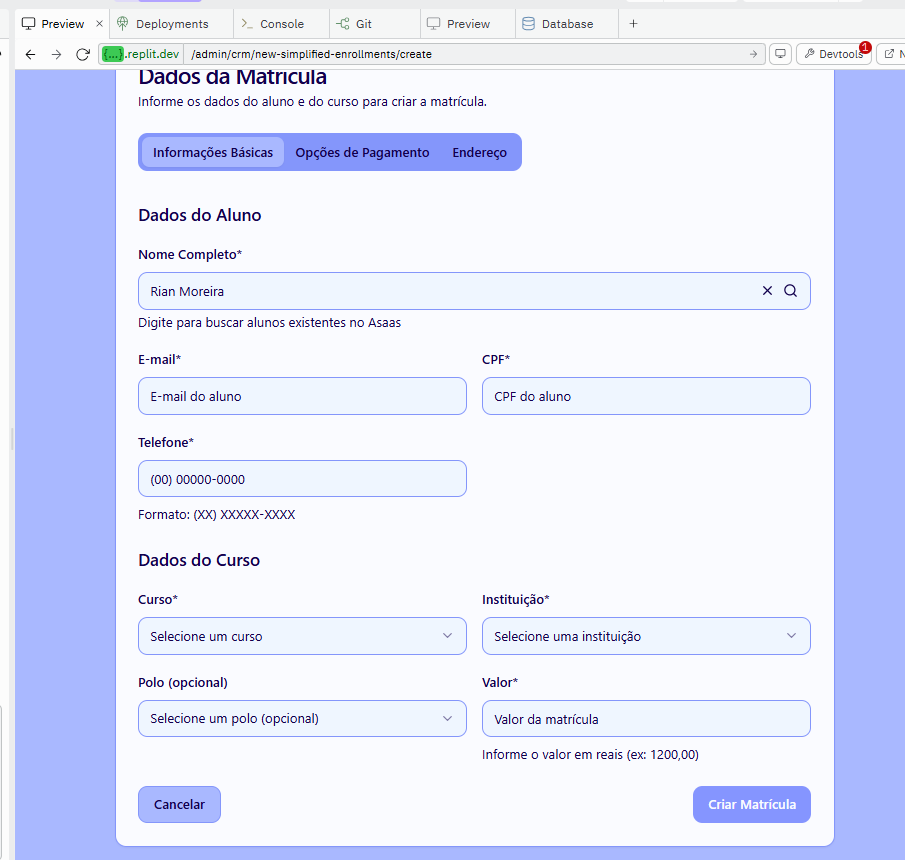 Preview × Deployments Console Git Preview Database +
{...}.replit.dev /admin/crm/new-simplified-enrollments/create Devtools 1 N
Dados da Matrícula
Informe os dados do aluno e do curso para criar a matrícula.
Informações Básicas Opções de Pagamento Endereço
Dados do Aluno
Nome Completo*
Rian Moreira
Digite para buscar alunos existentes no Asaas
E-mail* CPF*
E-mail do aluno CPF do aluno
Telefone*
(00) 00000-0000
Formato: (XX) XXXXX-XXXX
Dados do Curso
Curso* Instituição*
Selecione um curso Selecione uma instituição
Polo (opcional) Valor*
Selecione um polo (opcional) Valor da matrícula
Informe o valor em reais (ex: 1200,00)
Cancelar Criar Matrícula